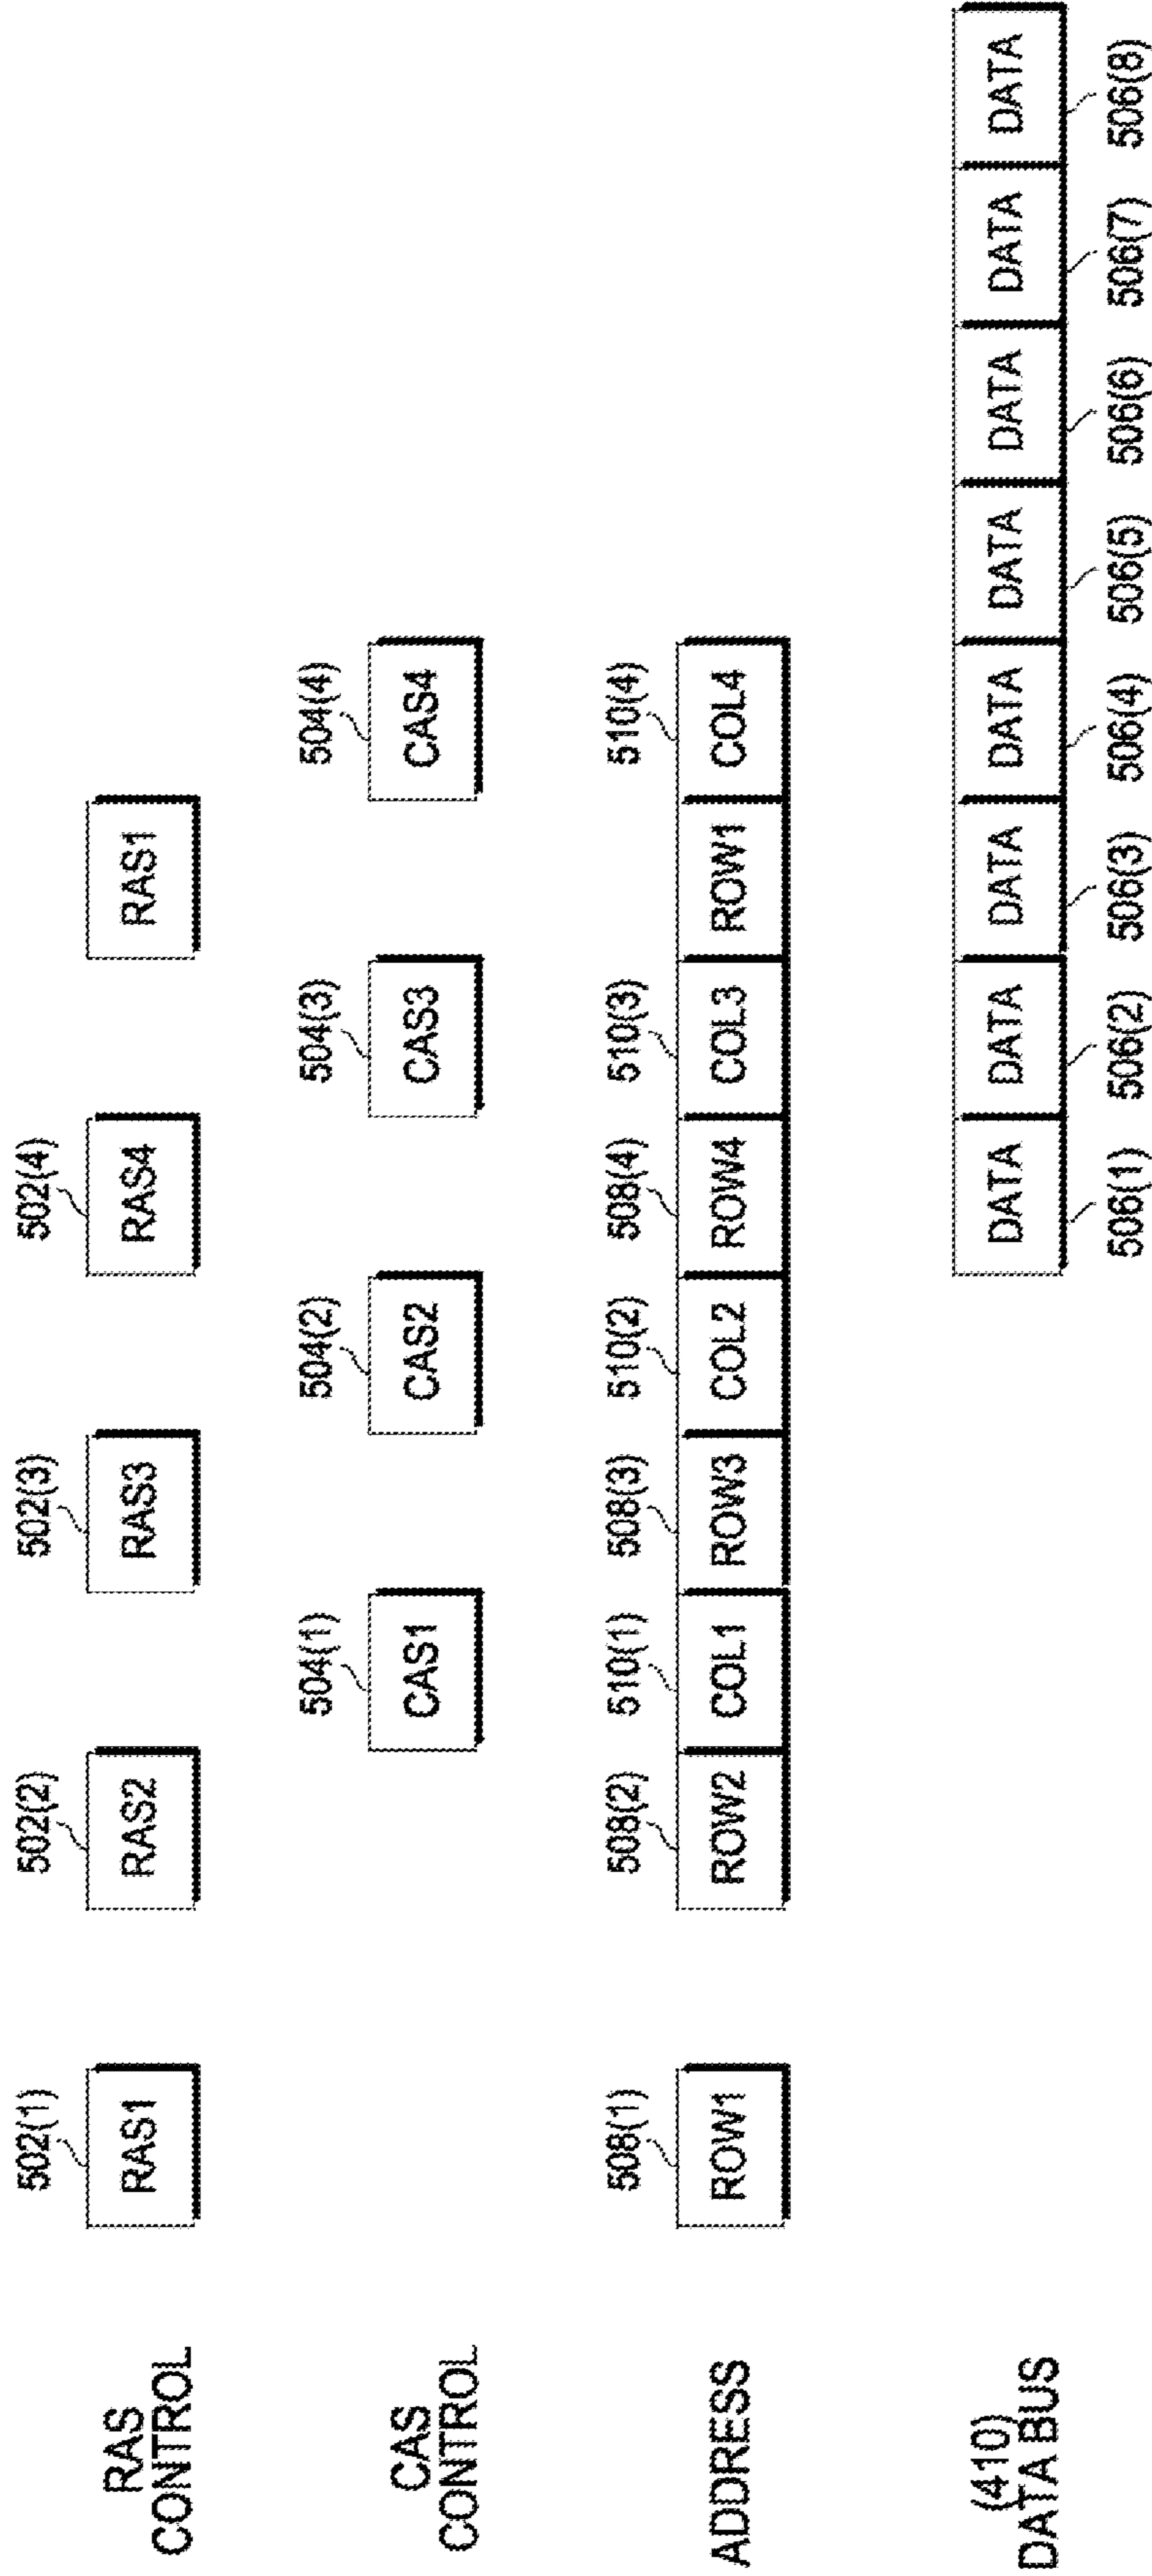 RAS
CONTROL
502(1)
RAS1
502(2)
RAS2
502(3)
RAS3
502(4)
RAS4
RAS1
CAS
CONTROL
504(1)
CAS1
504(2)
CAS2
504(3)
CAS3
504(4)
CAS4
ADDRESS
508(1)
ROW1
508(2)
ROW2
510(1)
COL1
508(3)
ROW3
510(2)
COL2
508(4)
ROW4
510(3)
COL3
ROW1
510(4)
COL4
(410)
DATA BUS
DATA
506(1)
DATA
506(2)
DATA
506(3)
DATA
506(4)
DATA
506(5)
DATA
506(6)
DATA
506(7)
DATA
506(8)